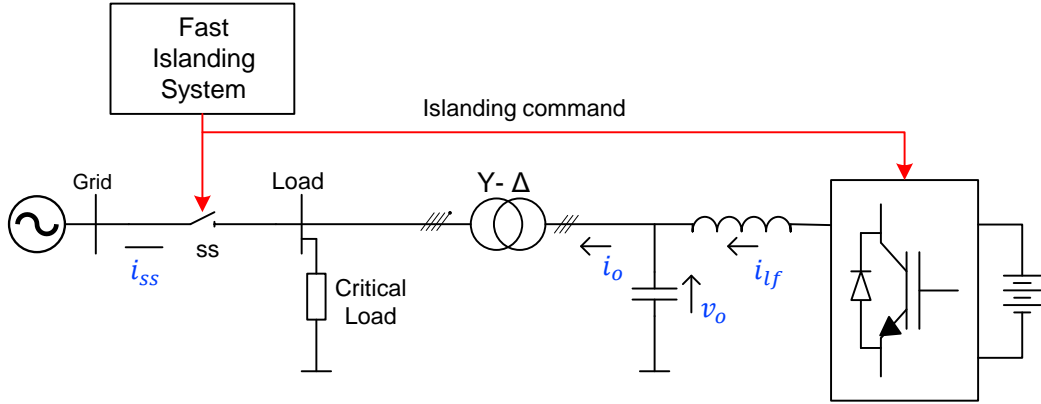 Fast
Islanding
System
Islanding command
Grid
Load
Y- Δ
ss
i_ss
i_o
i_lf
Critical
Load
v_o